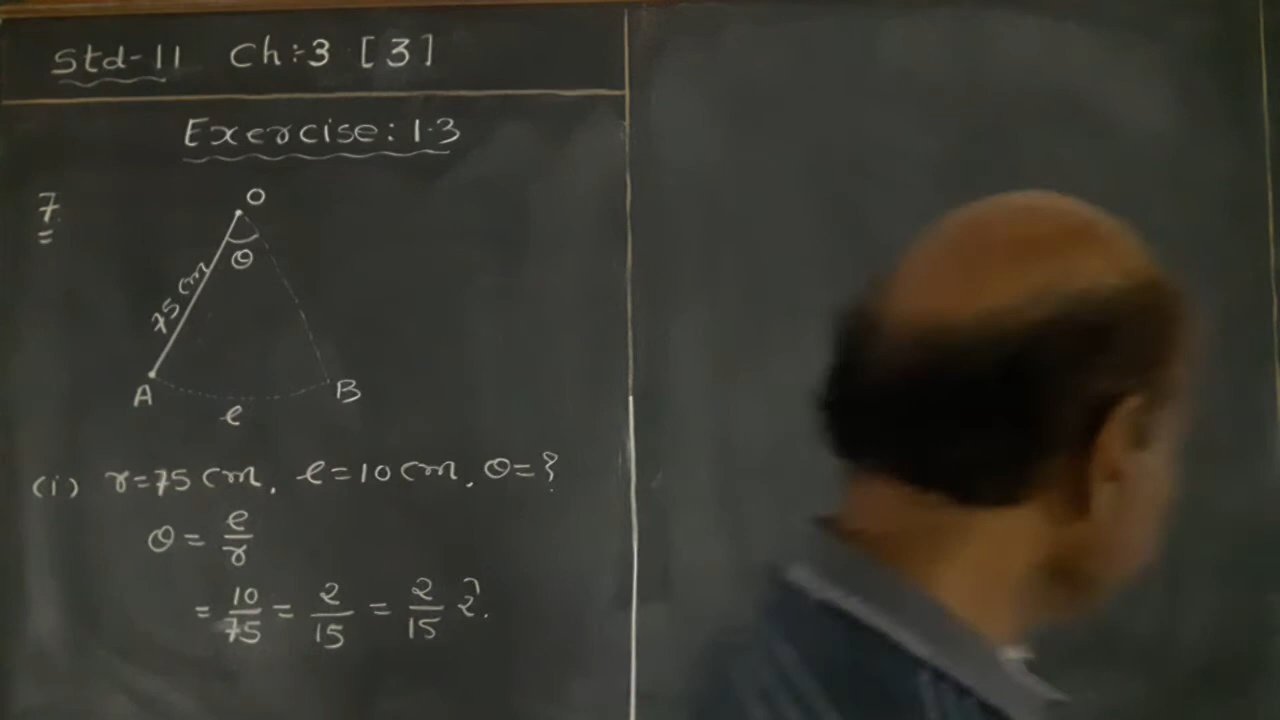 Std-11 Ch:-3 [3]
Exercise: 1.3
7
O
θ
75 cm
A
B
l
(i) r=75 cm, l=10 cm, θ=?
θ = l/r
= 10/75 = 2/15 = 2/15 રે.